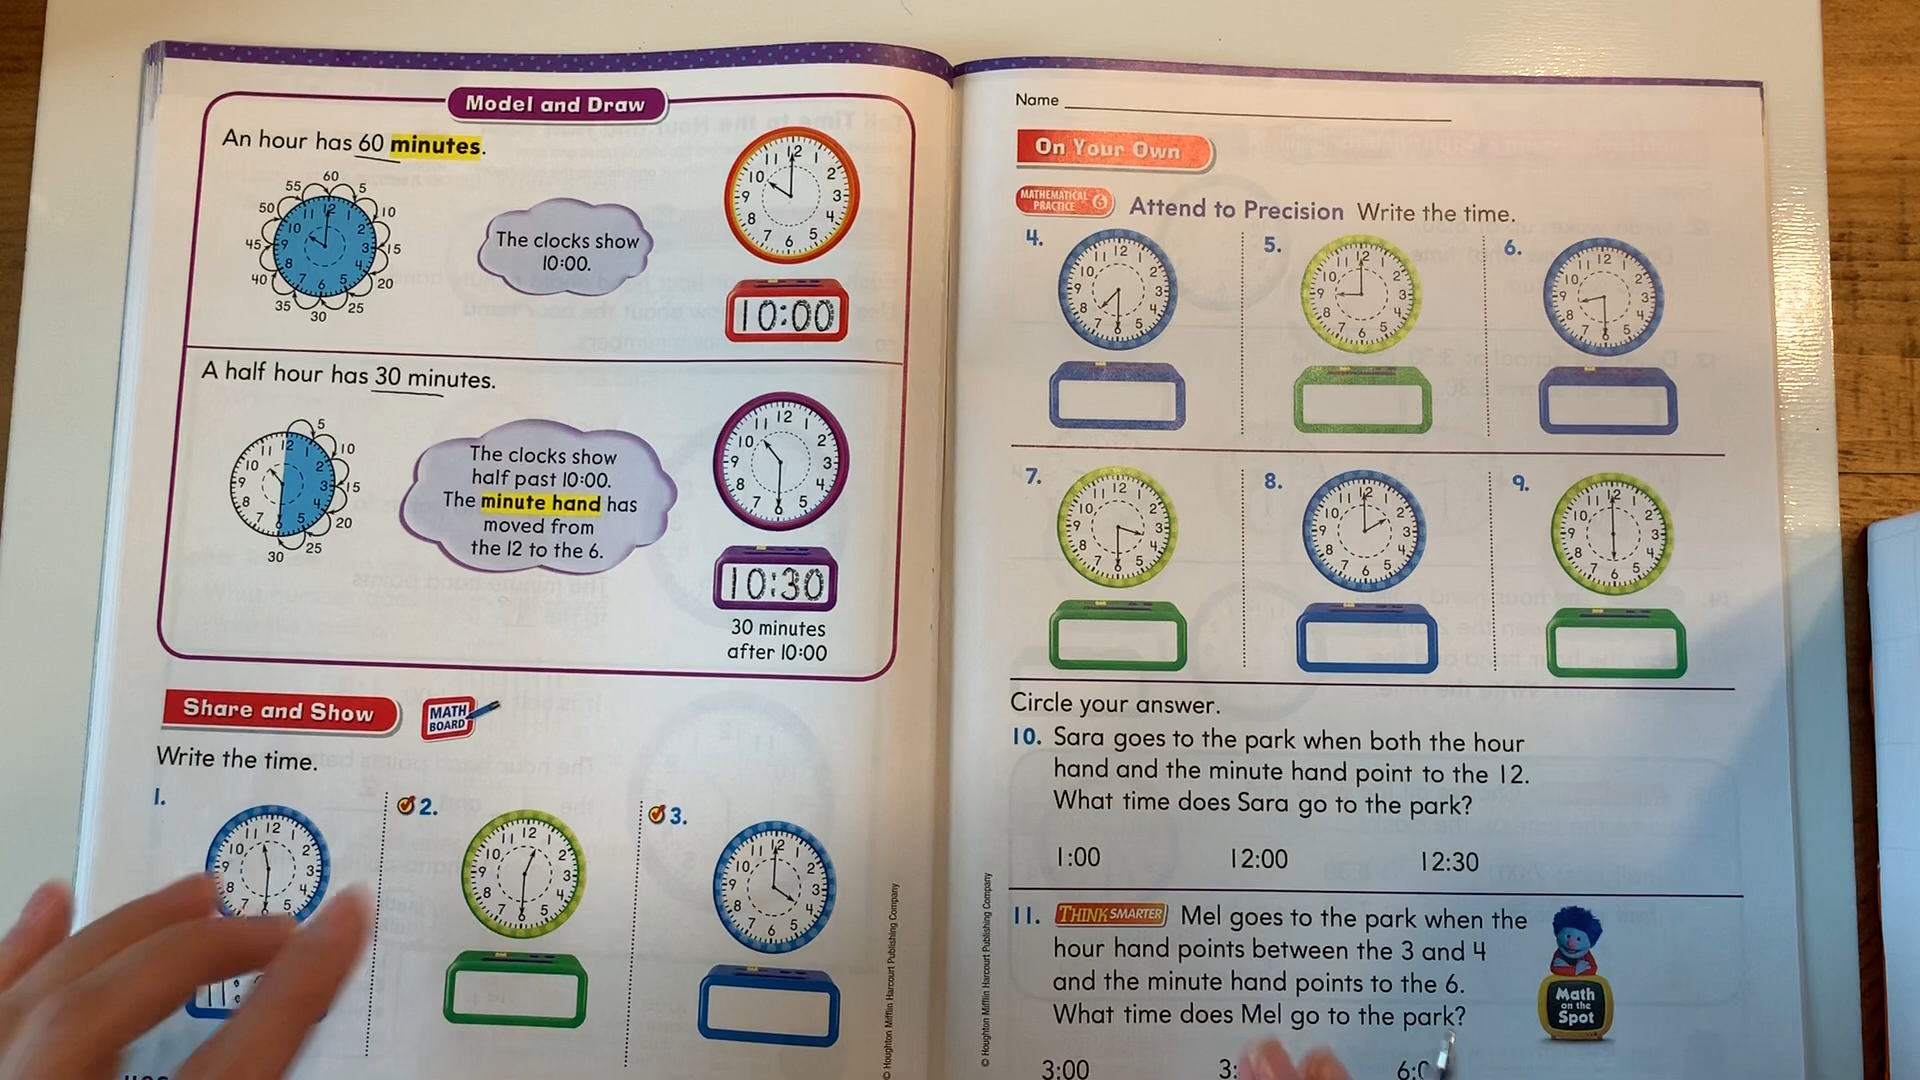 Model and Draw
An hour has 60 minutes.
The clocks show
10:00.
10:00
A half hour has 30 minutes.
The clocks show
half past 10:00.
The minute hand has
moved from
the 12 to the 6.
10:30
30 minutes
after 10:00
Share and Show
MATH
BOARD
Write the time.
1.
2.
3.
© Houghton Mifflin Harcourt Publishing Company
Name
On Your Own
MATHEMATICAL
PRACTICE 6
Attend to Precision Write the time.
4.
5.
6.
7.
8.
9.
Circle your answer.
10. Sara goes to the park when both the hour
hand and the minute hand point to the 12.
What time does Sara go to the park?
1:00 12:00 12:30
11. THINK SMARTER Mel goes to the park when the
hour hand points between the 3 and 4
and the minute hand points to the 6.
What time does Mel go to the park?
Math
on the
Spot
3:00
© Houghton Mifflin Harcourt Publishing Company